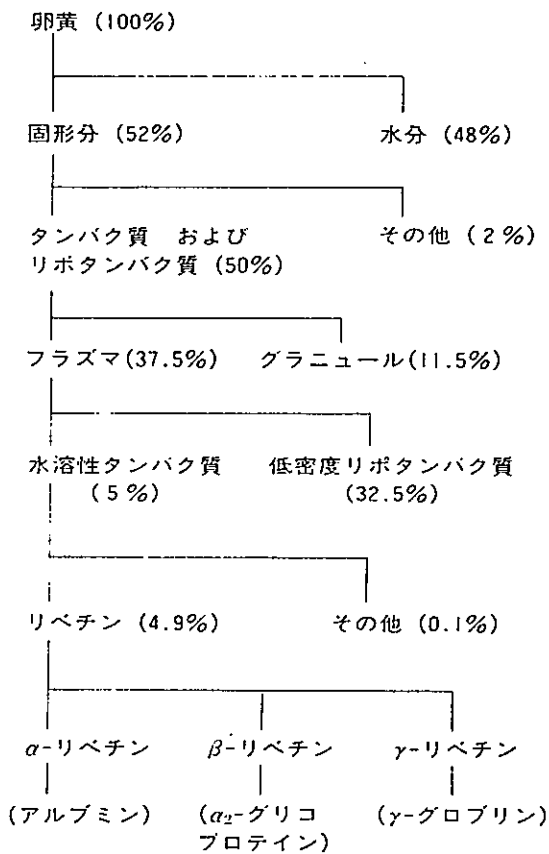 卵黄 (100%)
固形分 (52%) 水分 (48%)
タンパク質 および その他 (2%)
リポタンパク質 (50%)
プラズマ(37.5%) グラニュール(11.5%)
水溶性タンパク質 低密度リポタンパク質
(5%) (32.5%)
リベチン (4.9%) その他 (0.1%)
α-リベチン β-リベチン γ-リベチン
(アルブミン) (α₂-グリコ (γ-グロブリン)
プロテイン)